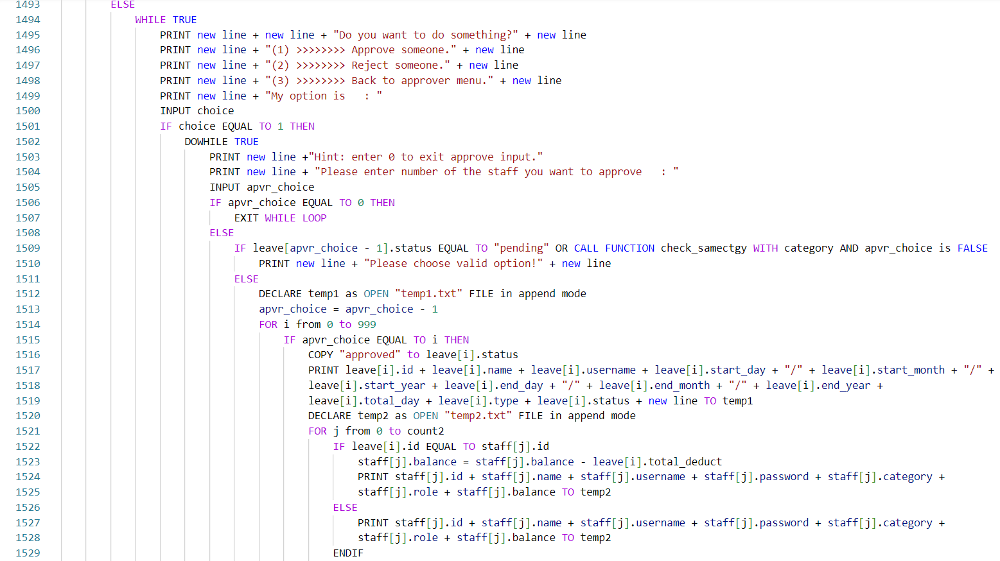 1493 ELSE
1494 WHILE TRUE
1495 PRINT new line + new line + "Do you want to do something?" + new line
1496 PRINT new line + "(1) >>>>>>>> Approve someone." + new line
1497 PRINT new line + "(2) >>>>>>>> Reject someone." + new line
1498 PRINT new line + "(3) >>>>>>>> Back to approver menu." + new line
1499 PRINT new line + "My option is   : "
1500 INPUT choice
1501 IF choice EQUAL TO 1 THEN
1502 DOWHILE TRUE
1503 PRINT new line +"Hint: enter 0 to exit approve input."
1504 PRINT new line + "Please enter number of the staff you want to approve   : "
1505 INPUT apvr_choice
1506 IF apvr_choice EQUAL TO 0 THEN
1507 EXIT WHILE LOOP
1508 ELSE
1509 IF leave[apvr_choice - 1].status EQUAL TO "pending" OR CALL FUNCTION check_samectgy WITH category AND apvr_choice is FALSE
1510 PRINT new line + "Please choose valid option!" + new line
1511 ELSE
1512 DECLARE temp1 as OPEN "temp1.txt" FILE in append mode
1513 apvr_choice = apvr_choice - 1
1514 FOR i from 0 to 999
1515 IF apvr_choice EQUAL TO i THEN
1516 COPY "approved" to leave[i].status
1517 PRINT leave[i].id + leave[i].name + leave[i].username + leave[i].start_day + "/" + leave[i].start_month + "/" +
1518 leave[i].start_year + leave[i].end_day + "/" + leave[i].end_month + "/" + leave[i].end_year +
1519 leave[i].total_day + leave[i].type + leave[i].status + new line TO temp1
1520 DECLARE temp2 as OPEN "temp2.txt" FILE in append mode
1521 FOR j from 0 to count2
1522 IF leave[i].id EQUAL TO staff[j].id
1523 staff[j].balance = staff[j].balance - leave[i].total_deduct
1524 PRINT staff[j].id + staff[j].name + staff[j].username + staff[j].password + staff[j].category +
1525 staff[j].role + staff[j].balance TO temp2
1526 ELSE
1527 PRINT staff[j].id + staff[j].name + staff[j].username + staff[j].password + staff[j].category +
1528 staff[j].role + staff[j].balance TO temp2
1529 ENDIF